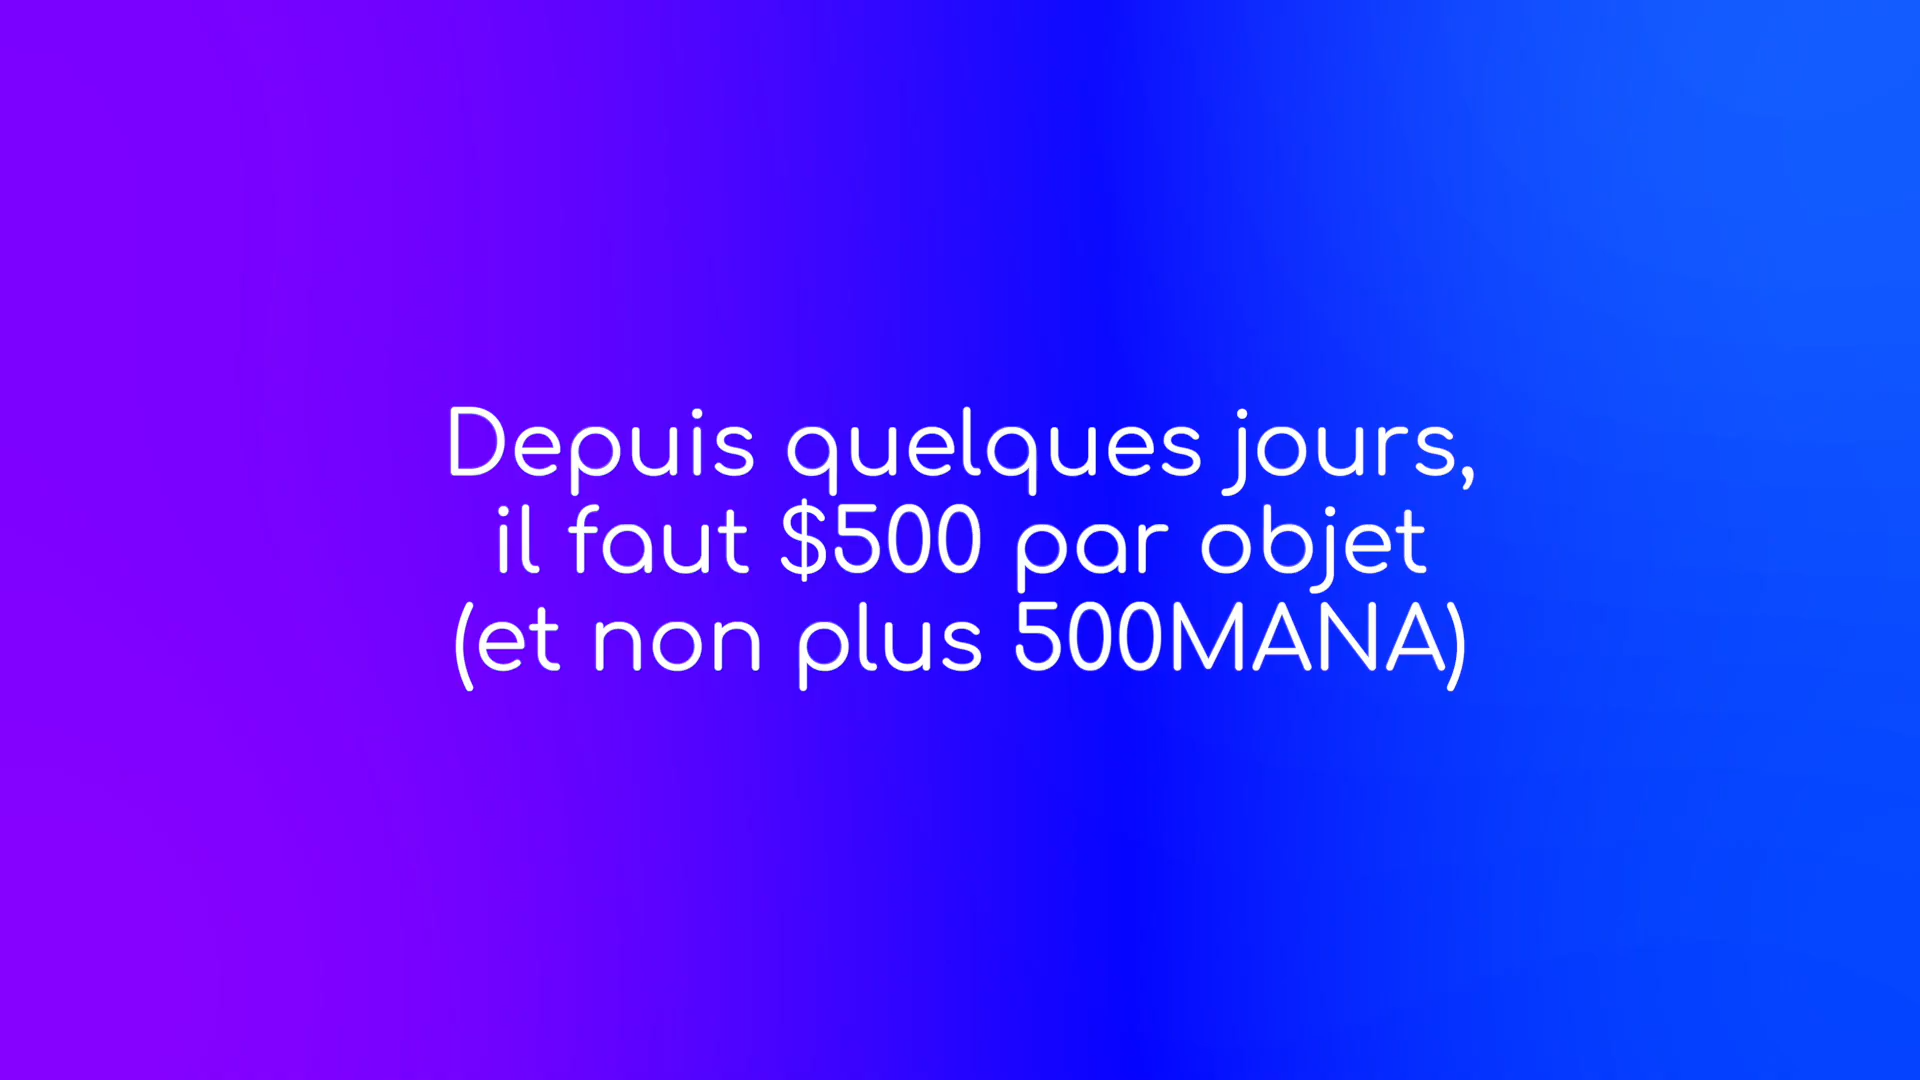 Depuis quelques jours,
il faut $500 par objet
(et non plus 500MANA)